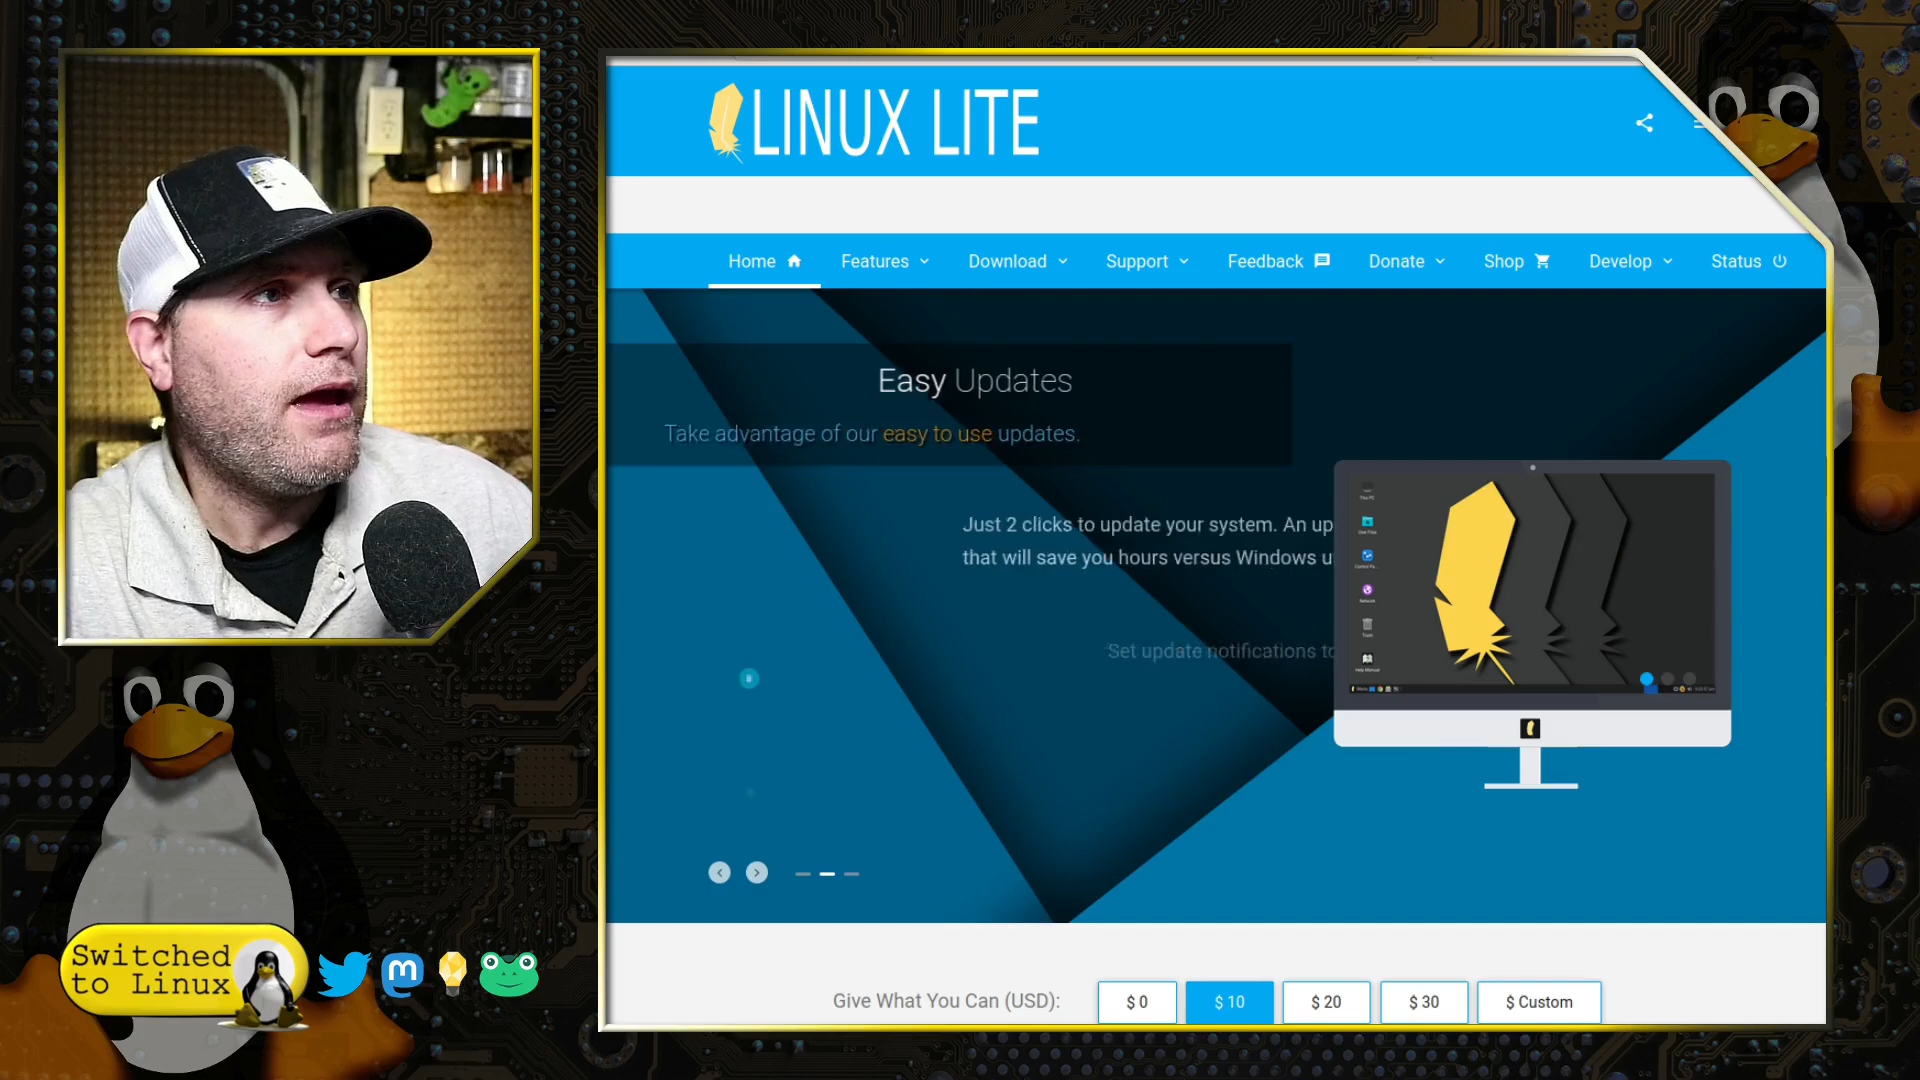 LINUX LITE
Home
Features
Download
Support
Feedback
Donate
Shop
Develop
Status
Easy Updates
Take advantage of our easy to use updates.
Just 2 clicks to update your system. An up
that will save you hours versus Windows u
Set update notifications to
Give What You Can (USD):
$ 0
$ 10
$ 20
$ 30
$ Custom
Switched
to Linux